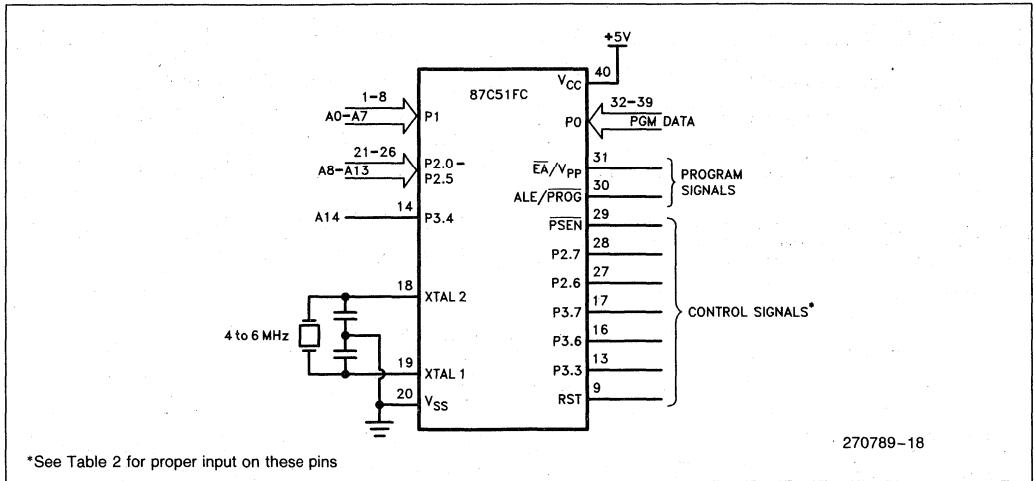 +5V
40
VCC
87C51FC
1-8
A0-A7
P1
32-39
P0
PGM DATA
21-26
A8-A13
P2.0-
P2.5
31
EA/VPP
30
ALE/PROG
PROGRAM
SIGNALS
14
A14
P3.4
29
PSEN
28
P2.7
27
P2.6
17
P3.7
16
P3.6
13
P3.3
9
RST
CONTROL SIGNALS*
18
XTAL 2
4 to 6 MHz
19
XTAL 1
20
VSS
270789-18
*See Table 2 for proper input on these pins